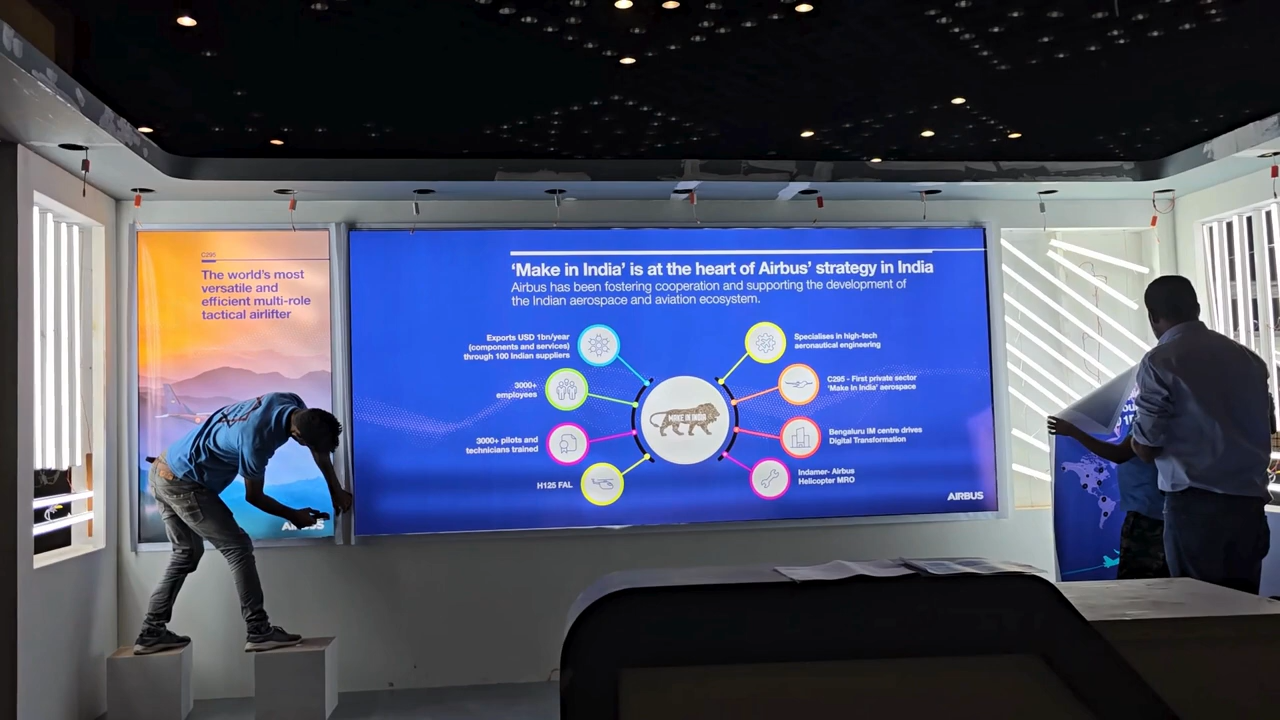 C295
The world's most
versatile and
efficient multi-role
tactical airlifter
'Make in India' is at the heart of Airbus' strategy in India
Airbus has been fostering cooperation and supporting the development of
the Indian aerospace and aviation ecosystem.
Exports USD 1bn/year
(components and services)
through 100 Indian suppliers
3000+
employees
3000+ pilots and
technicians trained
H125 FAL
MAKE IN INDIA
Specialises in high-tech
aeronautical engineering
C295 - First private sector
'Make in India' aerospace
Bengaluru IM centre drives
Digital Transformation
Indamer- Airbus
Helicopter MRO
AIRBUS